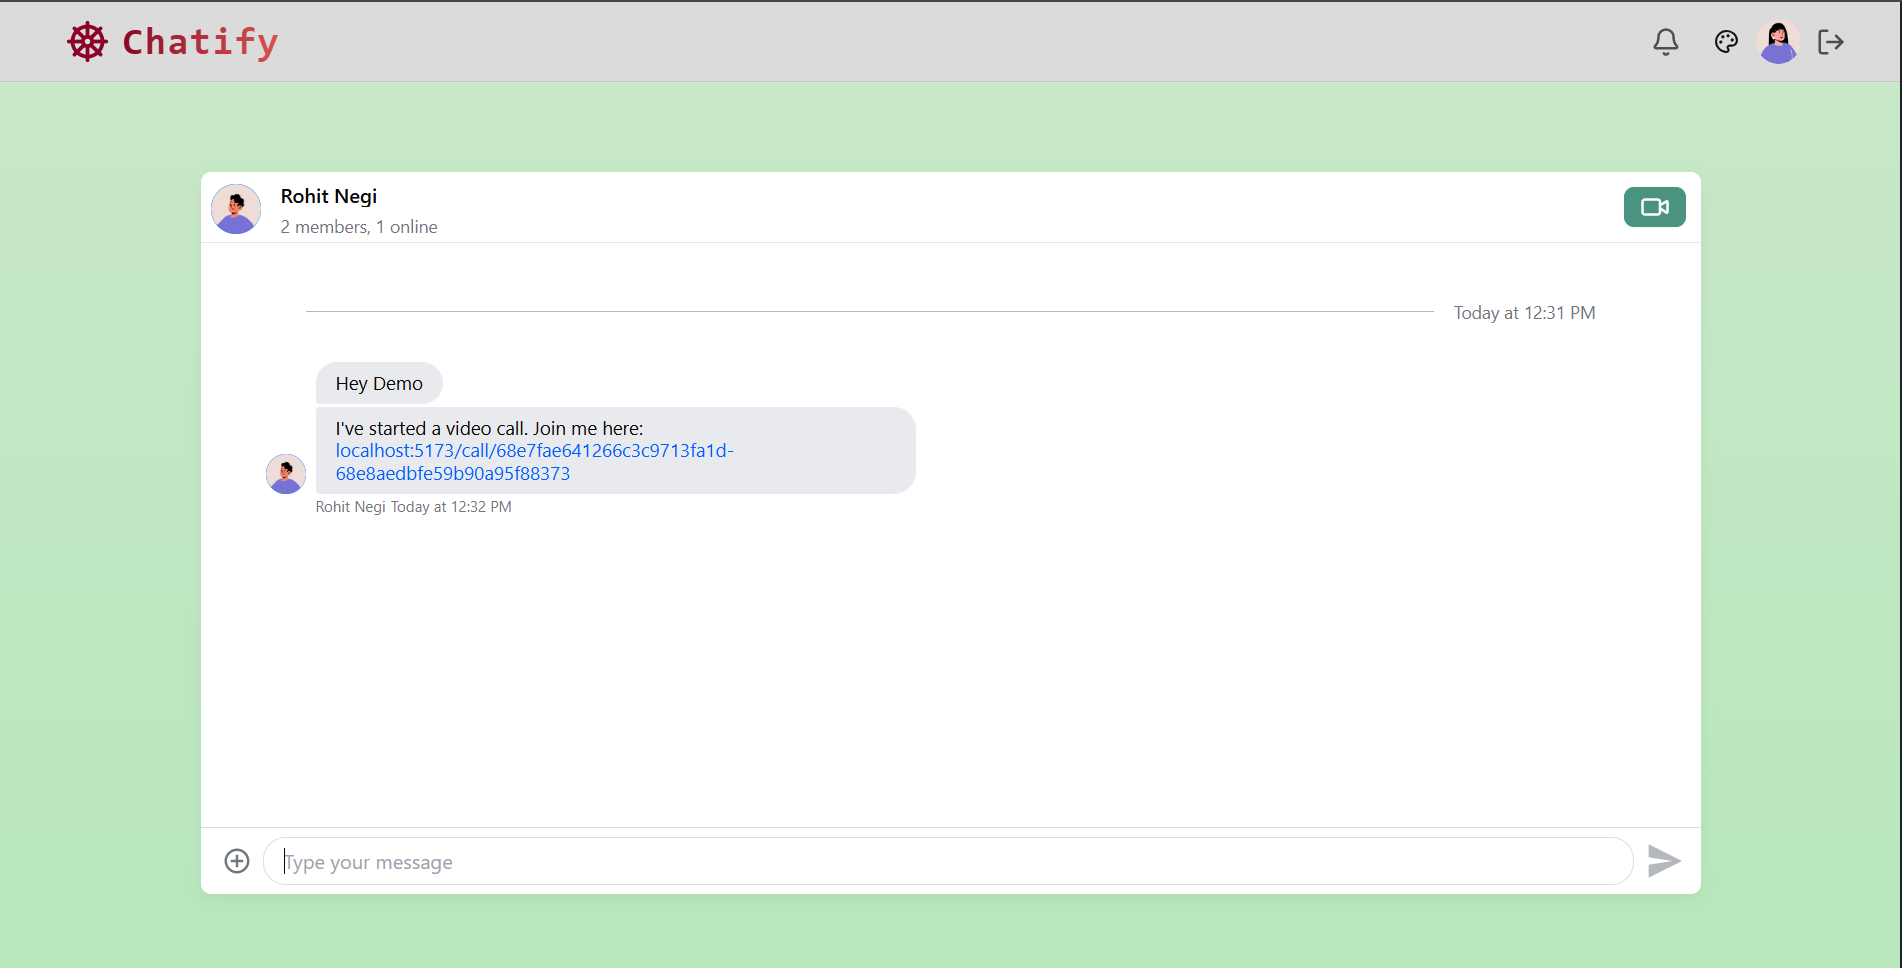 Chatify
Rohit Negi
2 members, 1 online
Today at 12:31 PM
Hey Demo
I've started a video call. Join me here:
localhost:5173/call/68e7fae641266c3c9713fa1d-
68e8aedbfe59b90a95f88373
Rohit Negi Today at 12:32 PM
Type your message